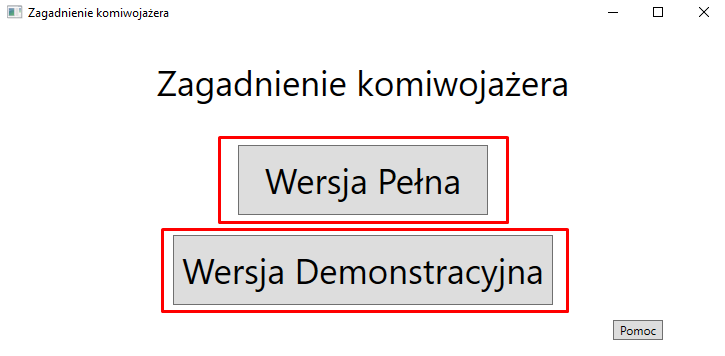 Zagadnienie komiwojażera
Zagadnienie komiwojażera
Wersja Pełna
Wersja Demonstracyjna
Pomoc